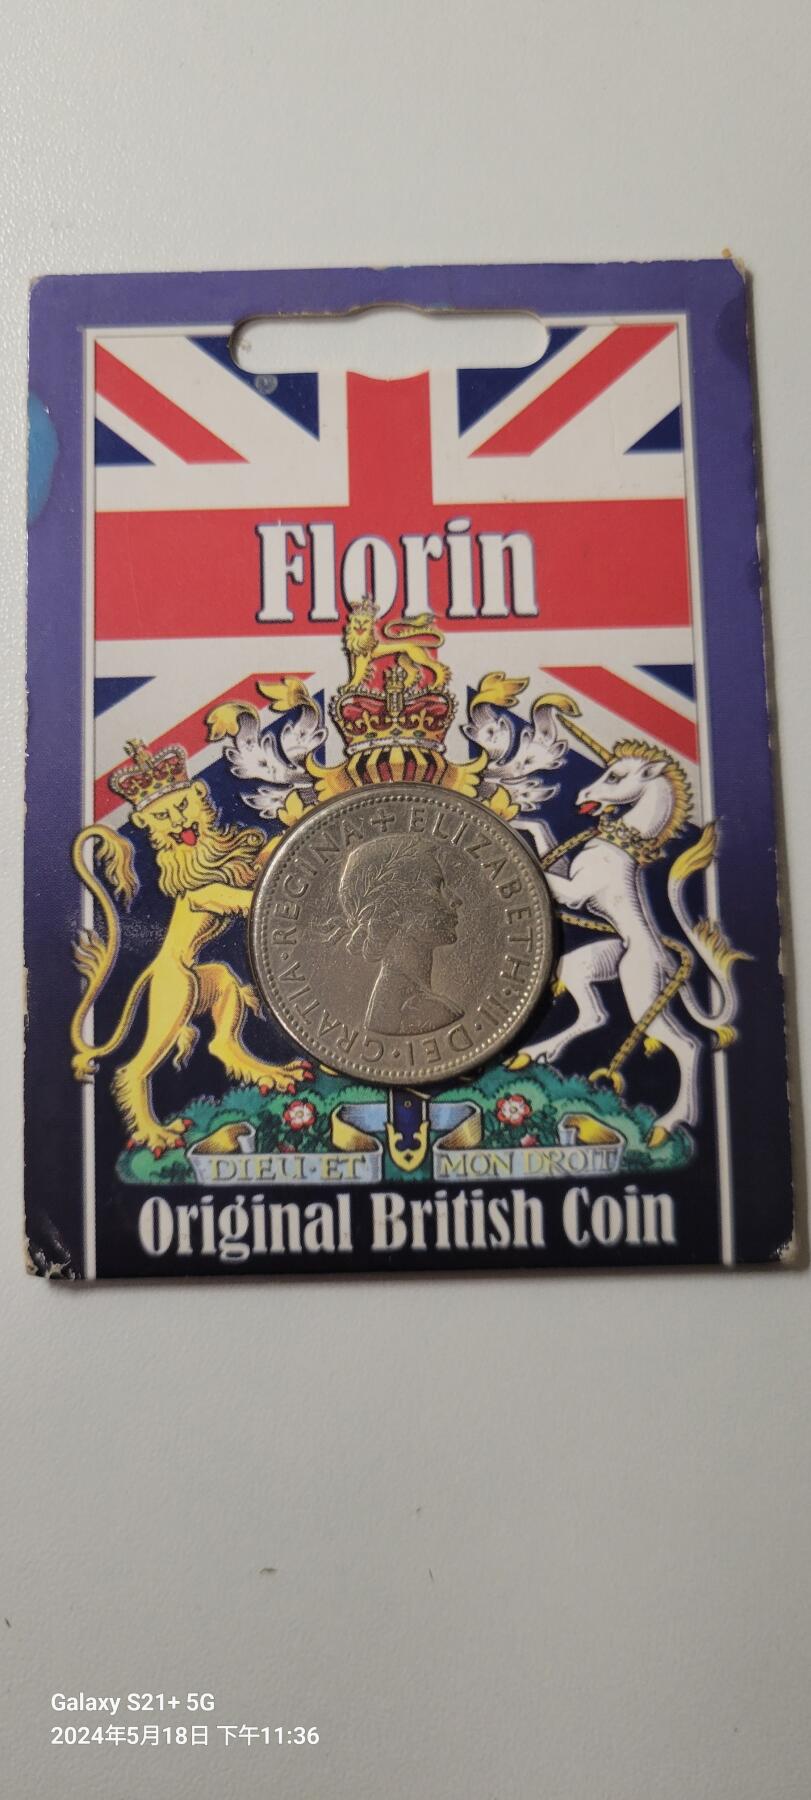 Florin
+ ELIZABETH·II·DEI·GRATIA·REGINA
DIEU·ET MON DROIT
Original British Coin
Galaxy S21+ 5G
2024年5月18日 下午11:36